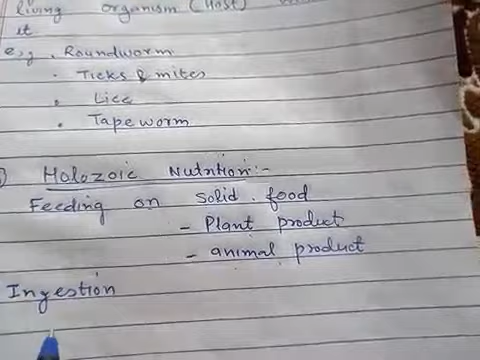 living organism (Host)
it
e.g. Roundworm
. Ticks & mites
. Lice
. Tapeworm
Holozoic Nutrition:-
Feeding on solid food
- Plant product
- animal product
Ingestion